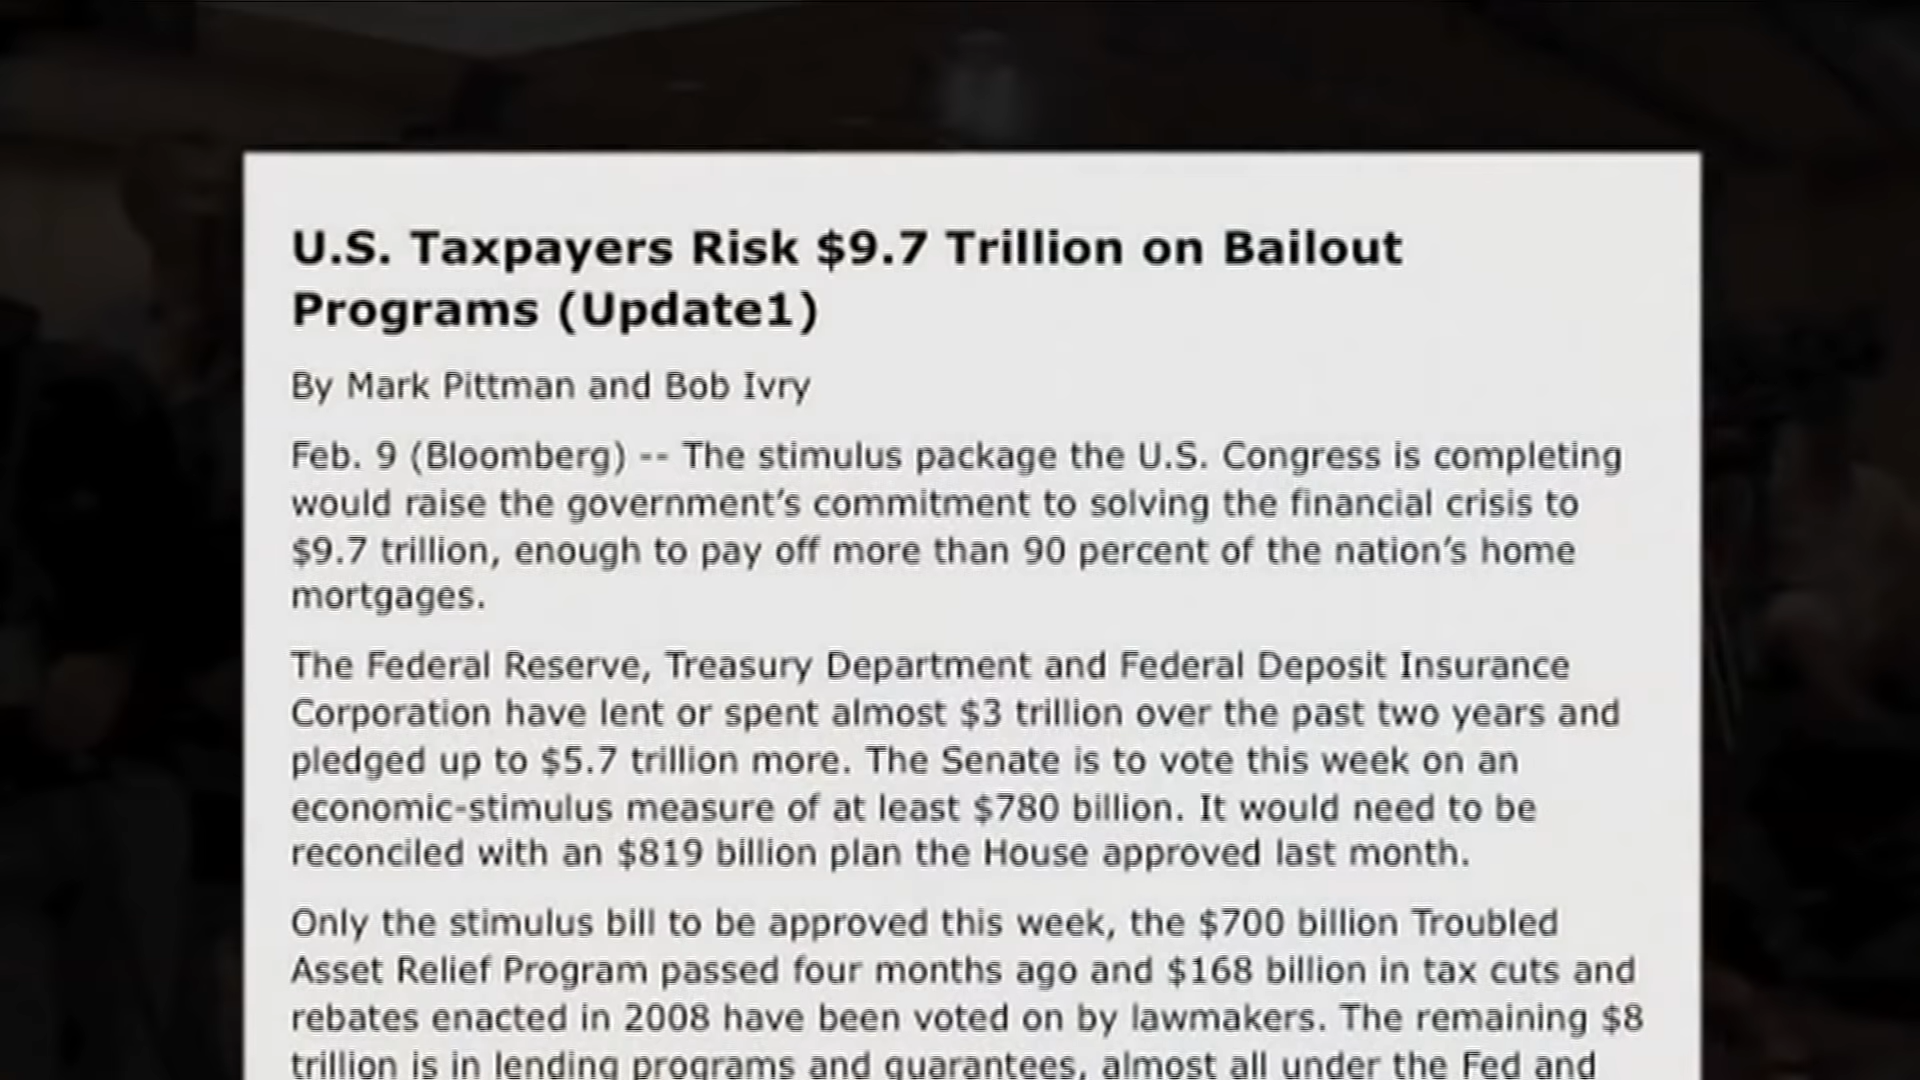 U.S. Taxpayers Risk $9.7 Trillion on Bailout
Programs (Update1)
By Mark Pittman and Bob Ivry
Feb. 9 (Bloomberg) -- The stimulus package the U.S. Congress is completing
would raise the government’s commitment to solving the financial crisis to
$9.7 trillion, enough to pay off more than 90 percent of the nation’s home
mortgages.
The Federal Reserve, Treasury Department and Federal Deposit Insurance
Corporation have lent or spent almost $3 trillion over the past two years and
pledged up to $5.7 trillion more. The Senate is to vote this week on an
economic-stimulus measure of at least $780 billion. It would need to be
reconciled with an $819 billion plan the House approved last month.
Only the stimulus bill to be approved this week, the $700 billion Troubled
Asset Relief Program passed four months ago and $168 billion in tax cuts and
rebates enacted in 2008 have been voted on by lawmakers. The remaining $8
trillion is in lending programs and guarantees, almost all under the Fed and